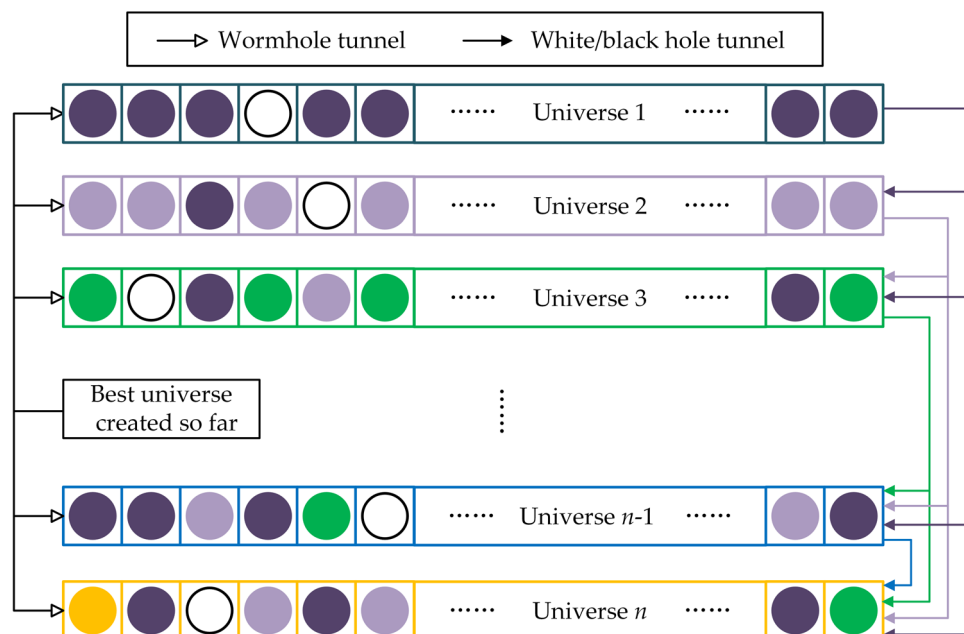 Wormhole tunnel
White/black hole tunnel
...... Universe 1 ......
...... Universe 2 ......
...... Universe 3 ......
Best universe
created so far
...... Universe n-1 ......
...... Universe n ......